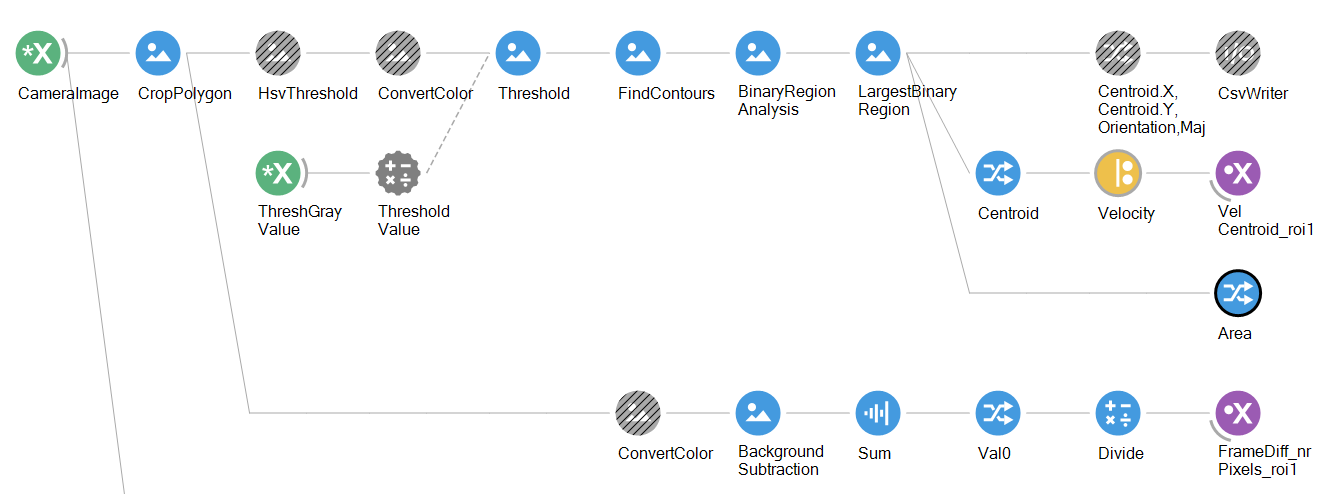 CameraImage
CropPolygon
HsvThreshold
ConvertColor
Threshold
FindContours
BinaryRegion
Analysis
LargestBinary
Region
Centroid.X,
Centroid.Y,
Orientation,Maj
CsvWriter
ThreshGray
Value
Threshold
Value
Centroid
Velocity
Vel
Centroid_roi1
Area
ConvertColor
Background
Subtraction
Sum
Val0
Divide
FrameDiff_nr
Pixels_roi1